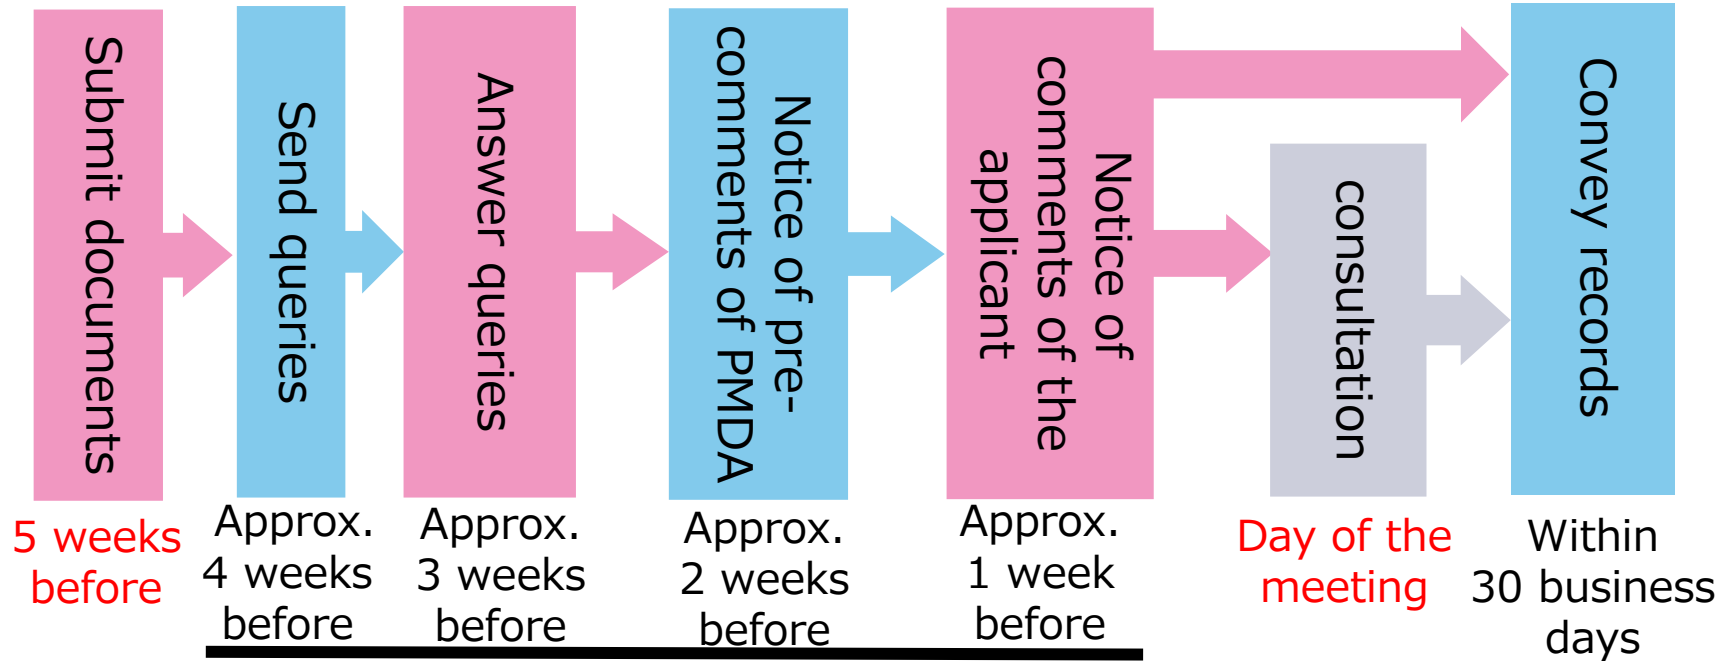 Submit documents
5 weeks
before
Send queries
Approx.
4 weeks
before
Answer queries
Approx.
3 weeks
before
Notice of pre-
comments of PMDA
Approx.
2 weeks
before
Notice of
comments of the
applicant
Approx.
1 week
before
consultation
Day of the
meeting
Convey records
Within
30 business
days